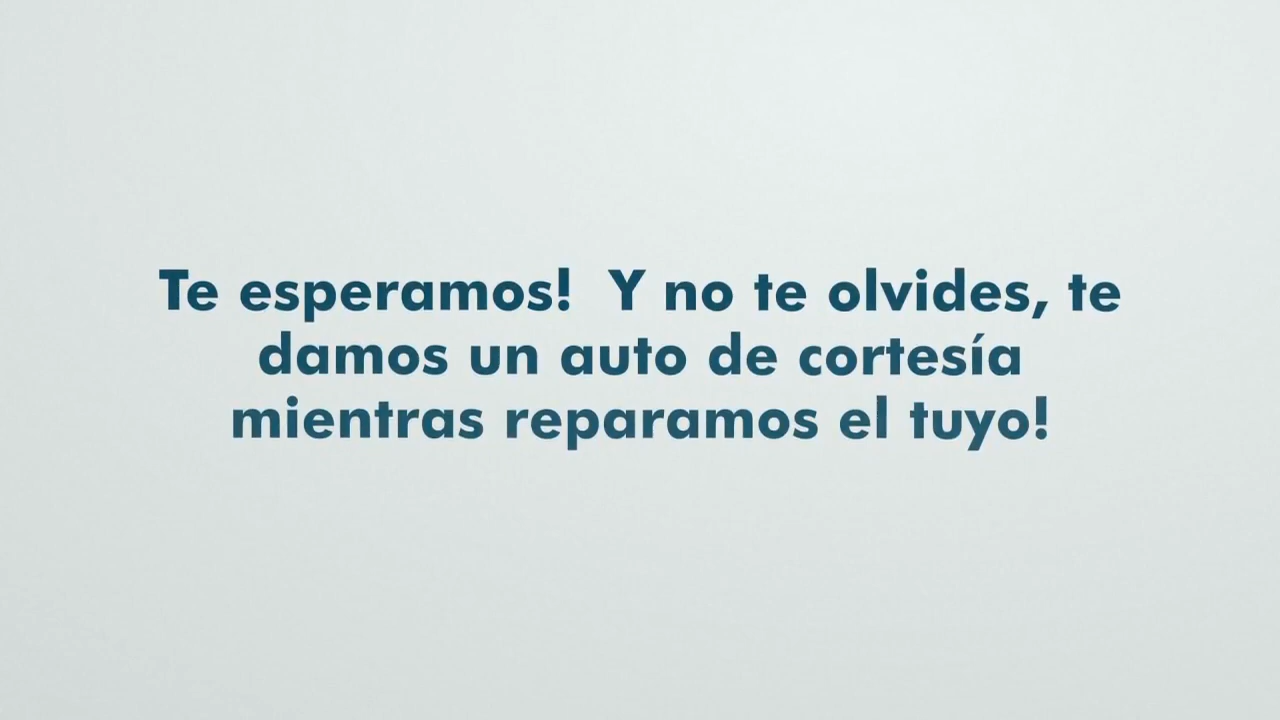 Te esperamos!  Y no te olvides, te
damos un auto de cortesía
mientras reparamos el tuyo!